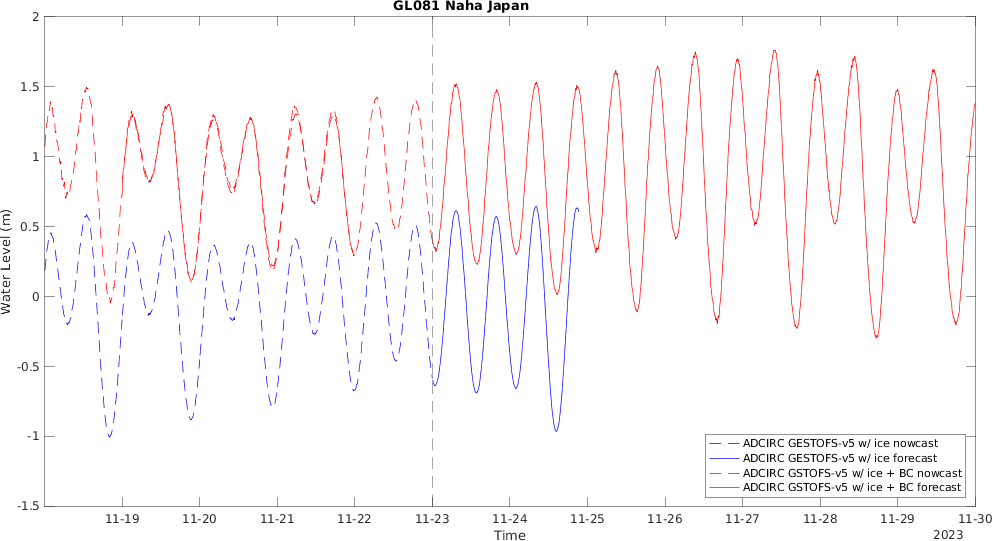 GL081 Naha Japan
2
1.5
1
0.5
0
-0.5
-1
-1.5
Water Level (m)
ADCIRC GESTOFS-v5 w/ ice nowcast
ADCIRC GESTOFS-v5 w/ ice forecast
ADCIRC GSTOFS-v5 w/ ice + BC nowcast
ADCIRC GSTOFS-v5 w/ ice + BC forecast
11-19 11-20 11-21 11-22 11-23 11-24 11-25 11-26 11-27 11-28 11-29 11-30
Time
2023